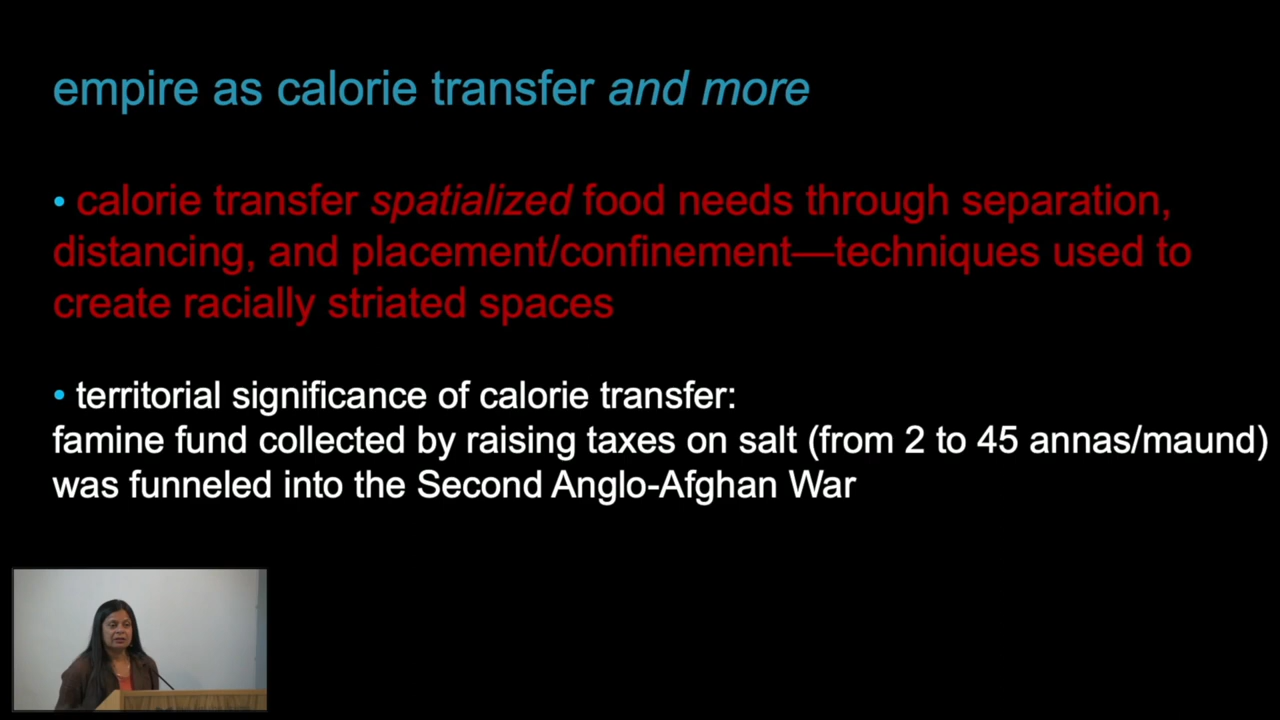 empire as calorie transfer and more
• calorie transfer spatialized food needs through separation,
distancing, and placement/confinement—techniques used to
create racially striated spaces
• territorial significance of calorie transfer:
famine fund collected by raising taxes on salt (from 2 to 45 annas/maund)
was funneled into the Second Anglo-Afghan War